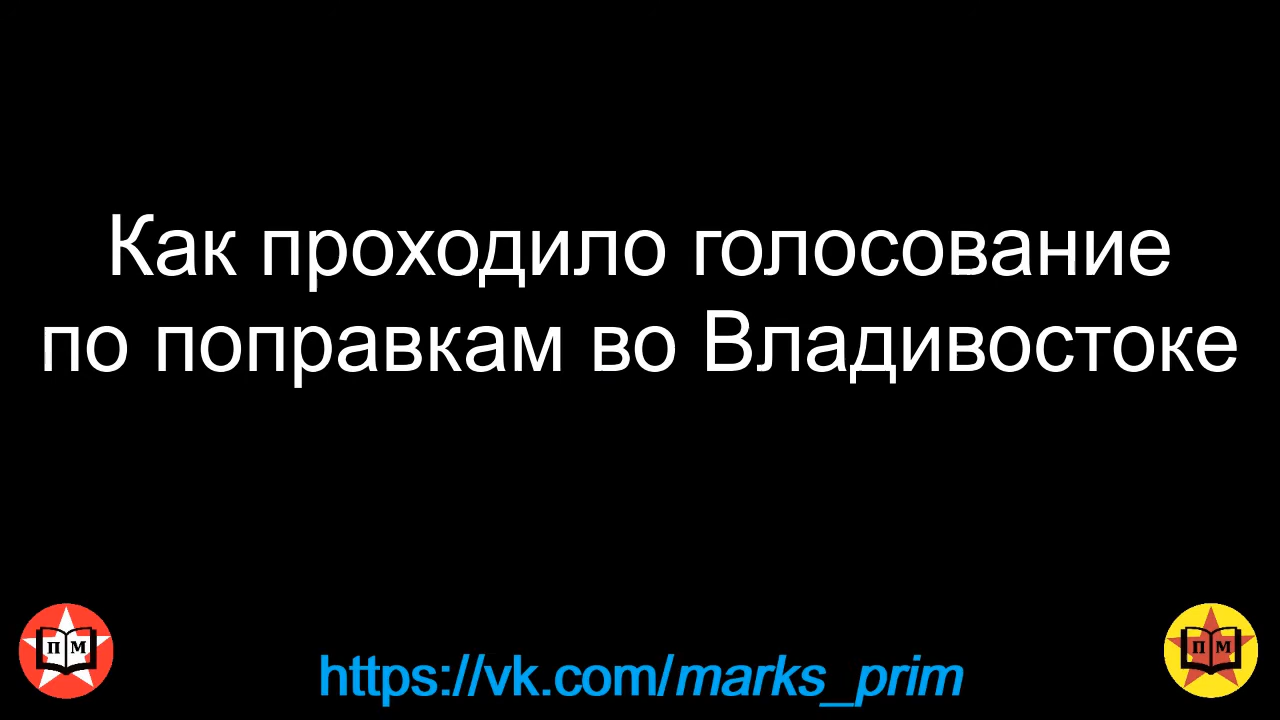 Как проходило голосование
по поправкам во Владивостоке
П М
https://vk.com/marks_prim
П М